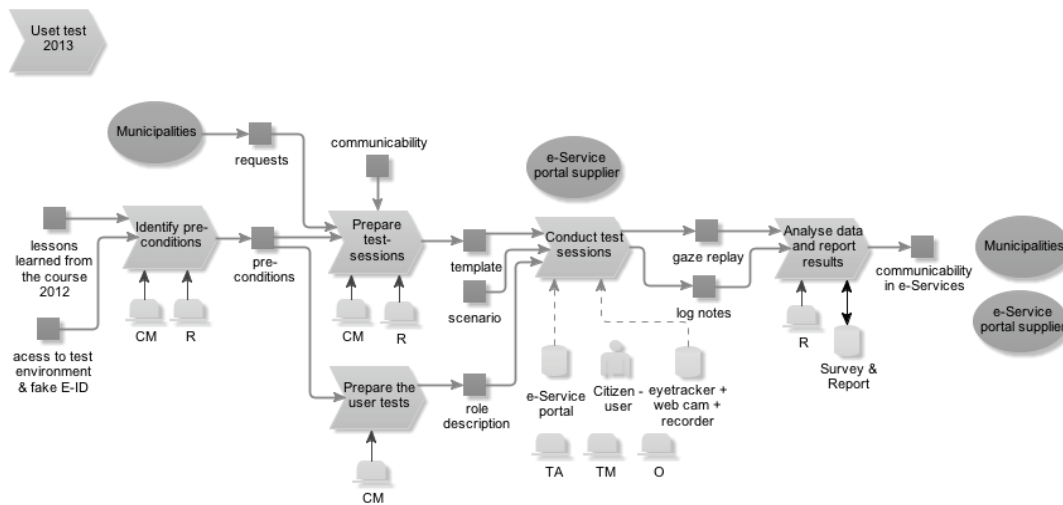 Uset test
2013
Municipalities
requests
communicability
e-Service
portal supplier
lessons
learned from
the course
2012
Identify pre-
conditions
pre-
conditions
Prepare
test-
sessions
template
scenario
Conduct test
sessions
gaze replay
log notes
Analyse data
and report
results
communicability
in e-Services
Municipalities
e-Service
portal supplier
acess to test
environment
& fake E-ID
CM
R
CM
R
R
Survey &
Report
Prepare the
user tests
role
description
CM
e-Service
portal
Citizen -
user
eyetracker +
web cam +
recorder
TA
TM
O